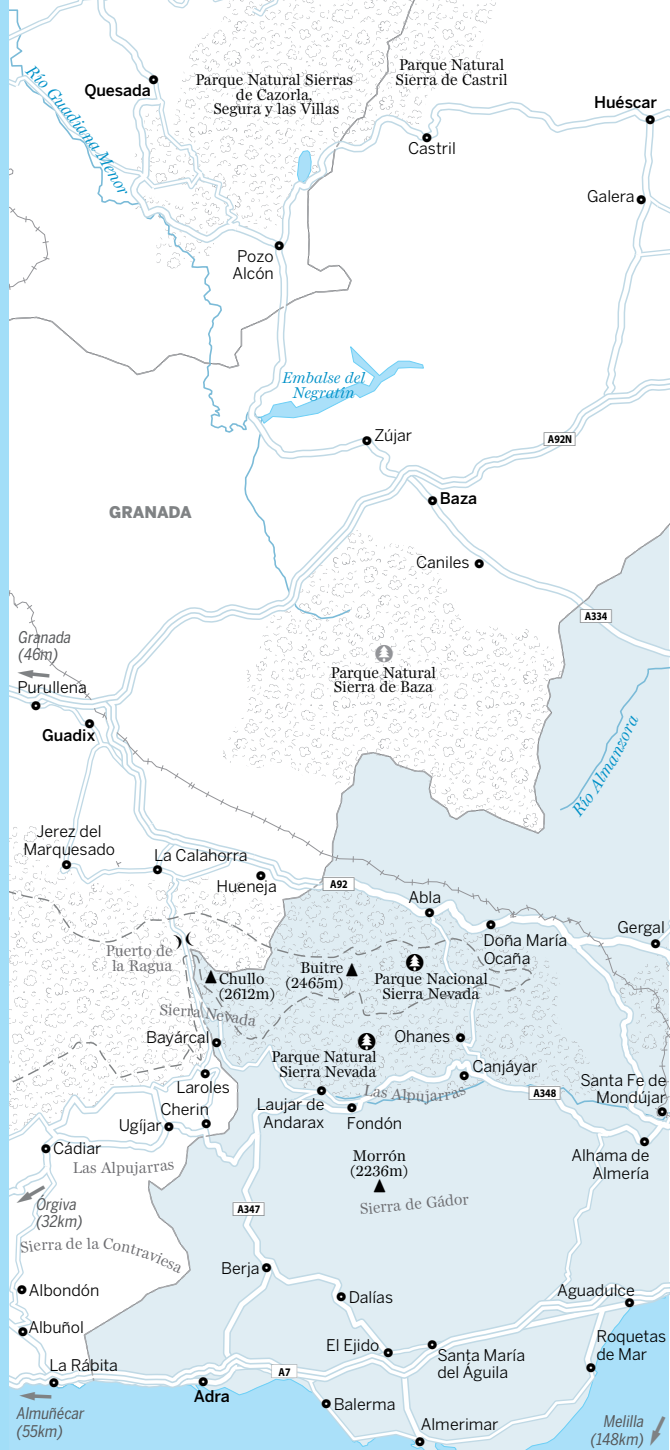 Parque Natural
Sierra de Castril
Parque Natural Sierras
de Cazorla,
Segura y las Villas
Quesada
Río Guadiana Menor
Huéscar
Castril
Galera
Pozo
Alcón
Embalse del
Negratín
Zújar
A92N
Baza
GRANADA
Caniles
A334
Granada
(46m)
Parque Natural
Sierra de Baza
Purullena
Guadix
Río Almanzora
Jerez del
Marquesado
La Calahorra
Hueneja
A92
Abla
Doña María
Ocaña
Gergal
Puerto de
la Ragua
Chullo
(2612m)
Buitre
(2465m)
Parque Nacional
Sierra Nevada
Sierra Nevada
Bayárcal
Parque Natural
Sierra Nevada
Ohanes
Canjáyar
Laroles
Las Alpujarras
A348
Santa Fe de
Mondújar
Cherin
Ugíjar
Laujar de
Andarax
Fondón
Cádiar
Las Alpujarras
Alhama de
Almería
Morrón
(2236m)
Órgiva
(32km)
A347
Sierra de Gádor
Sierra de la Contraviesa
Berja
Albondón
Dalías
Aguadulce
Albuñol
El Ejido
Santa María
del Águila
Roquetas
de Mar
La Rábita
A7
Adra
Balerma
Almuñécar
(55km)
Almerimar
Melilla
(148km)